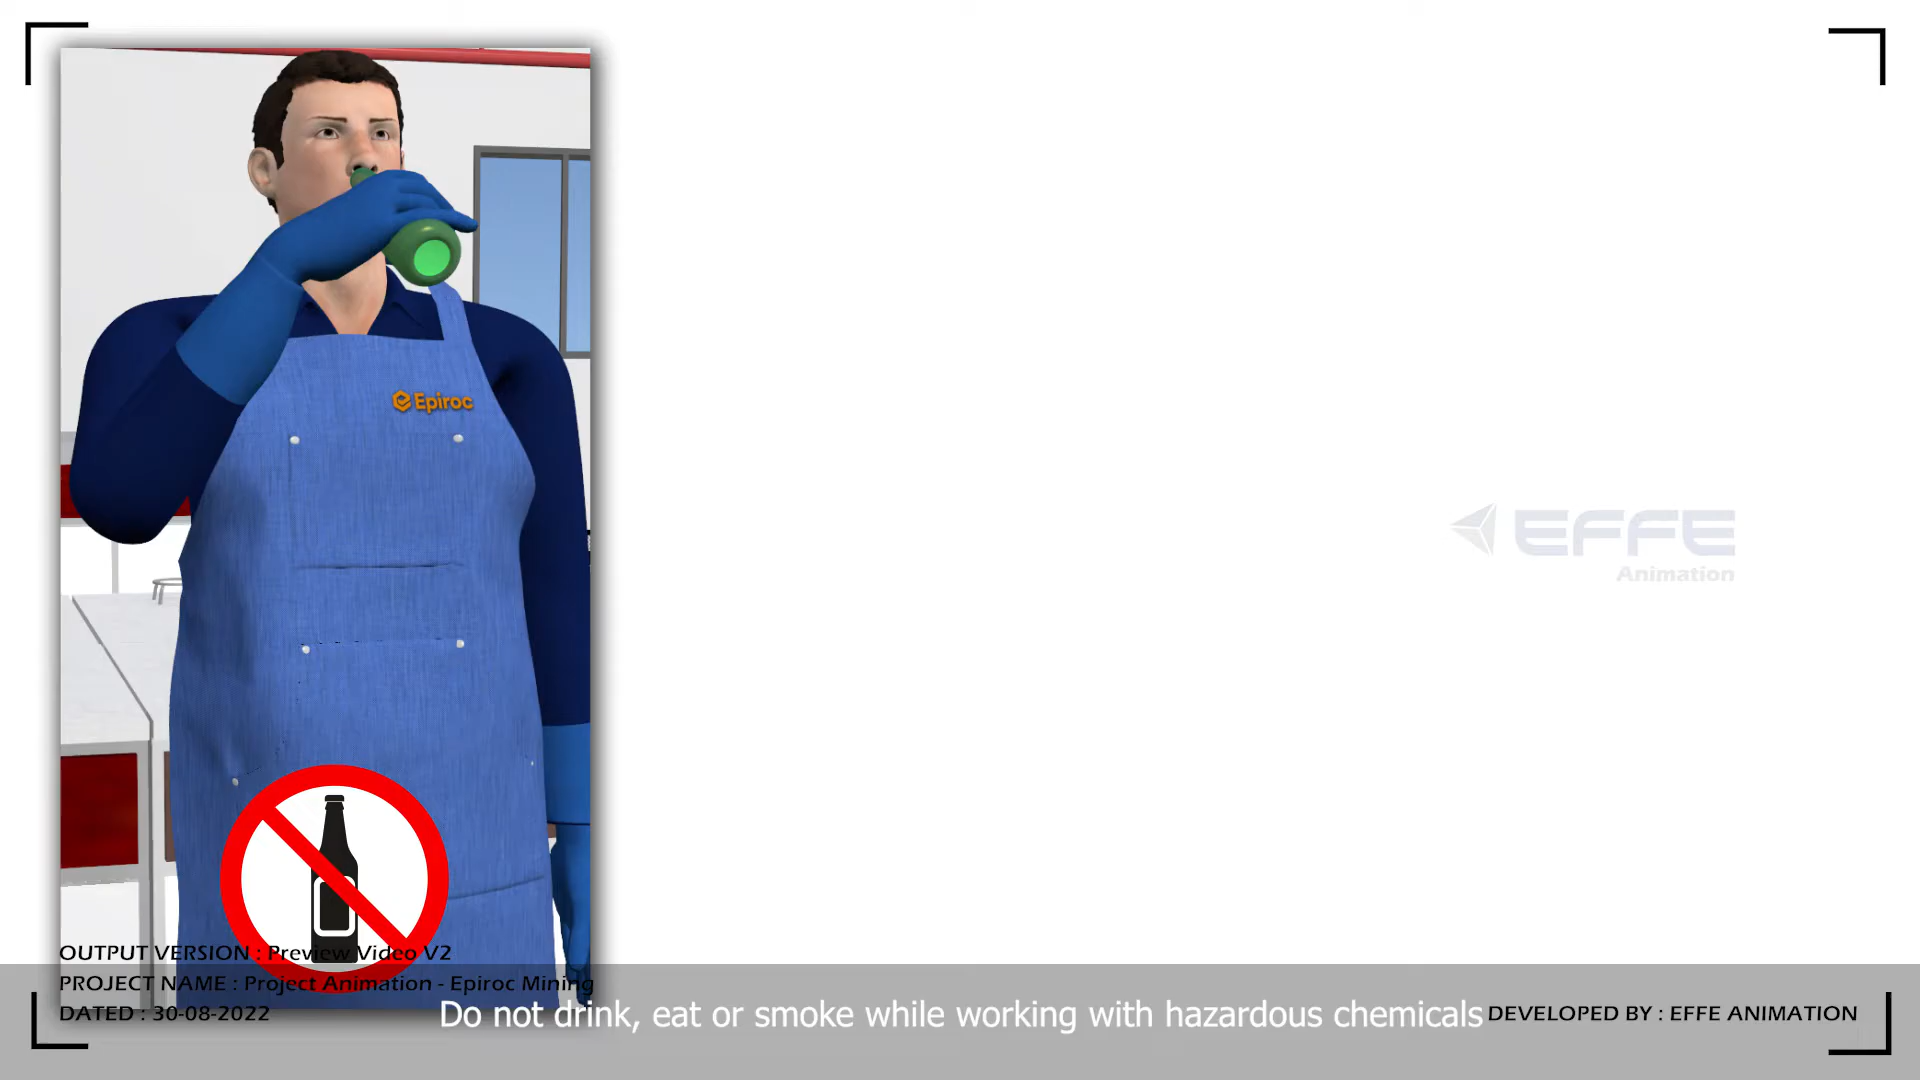 Epiroc
EFFE
Animation
OUTPUT VERSION : Preview Video V2
PROJECT NAME : Project Animation - Epiroc Mining
DATED : 30-08-2022
Do not drink, eat or smoke while working with hazardous chemicals
DEVELOPED BY : EFFE ANIMATION